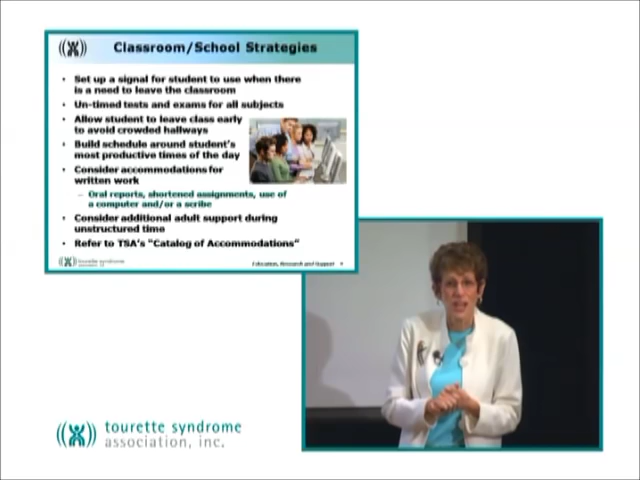 Classroom/School Strategies
• Set up a signal for student to use when there
is a need to leave the classroom
• Un-timed tests and exams for all subjects
• Allow student to leave class early
to avoid crowded hallways
• Build schedule around student's
most productive times of the day
• Consider accommodations for
written work
– Oral reports, shortened assignments, use of
a computer and/or a scribe
• Consider additional adult support during
unstructured time
• Refer to TSA's "Catalog of Accommodations"
tourette syndrome
Education, Research and Support
tourette syndrome
association, inc.